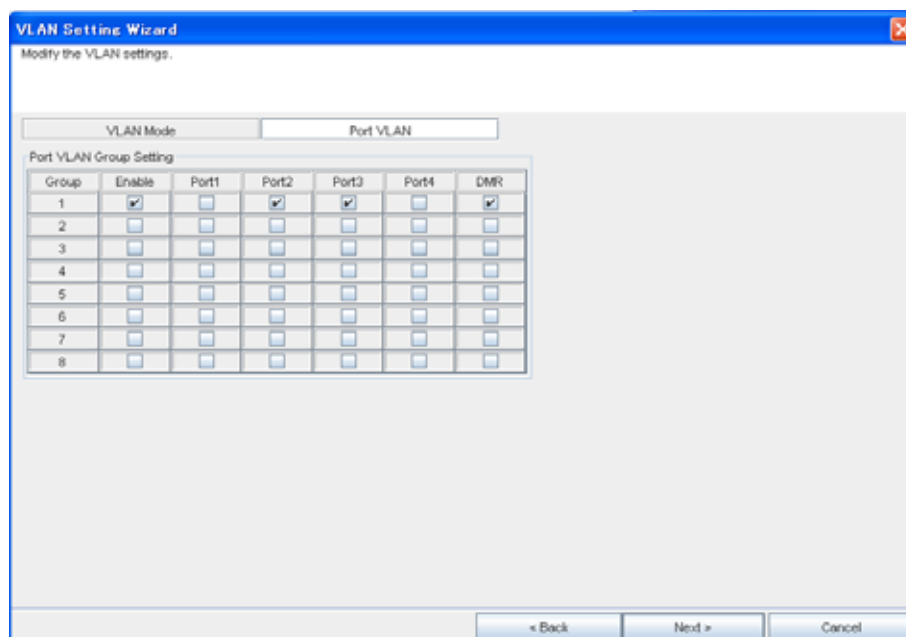 VLAN Setting Wizard
Modify the VLAN settings.
VLAN Mode Port VLAN
Port VLAN Group Setting
Group Enable Port1 Port2 Port3 Port4 DMR
1
2
3
4
5
6
7
8
« Back Next » Cancel